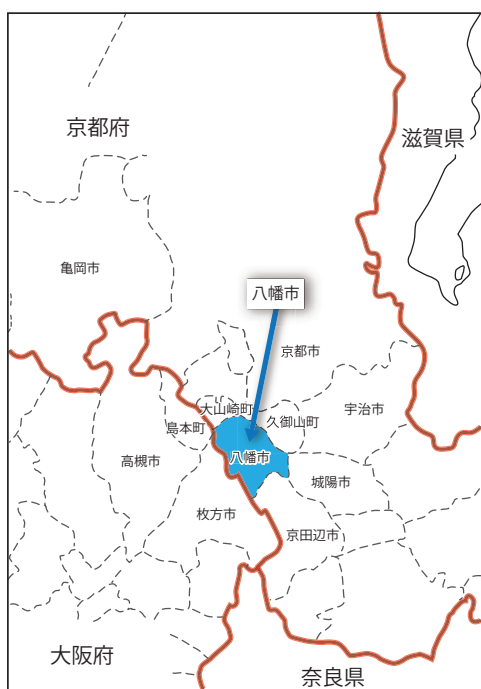 京都府
滋賀県
亀岡市
八幡市
京都市
大山崎町
久御山町
宇治市
島本町
高槻市
八幡市
城陽市
枚方市
京田辺市
大阪府
奈良県